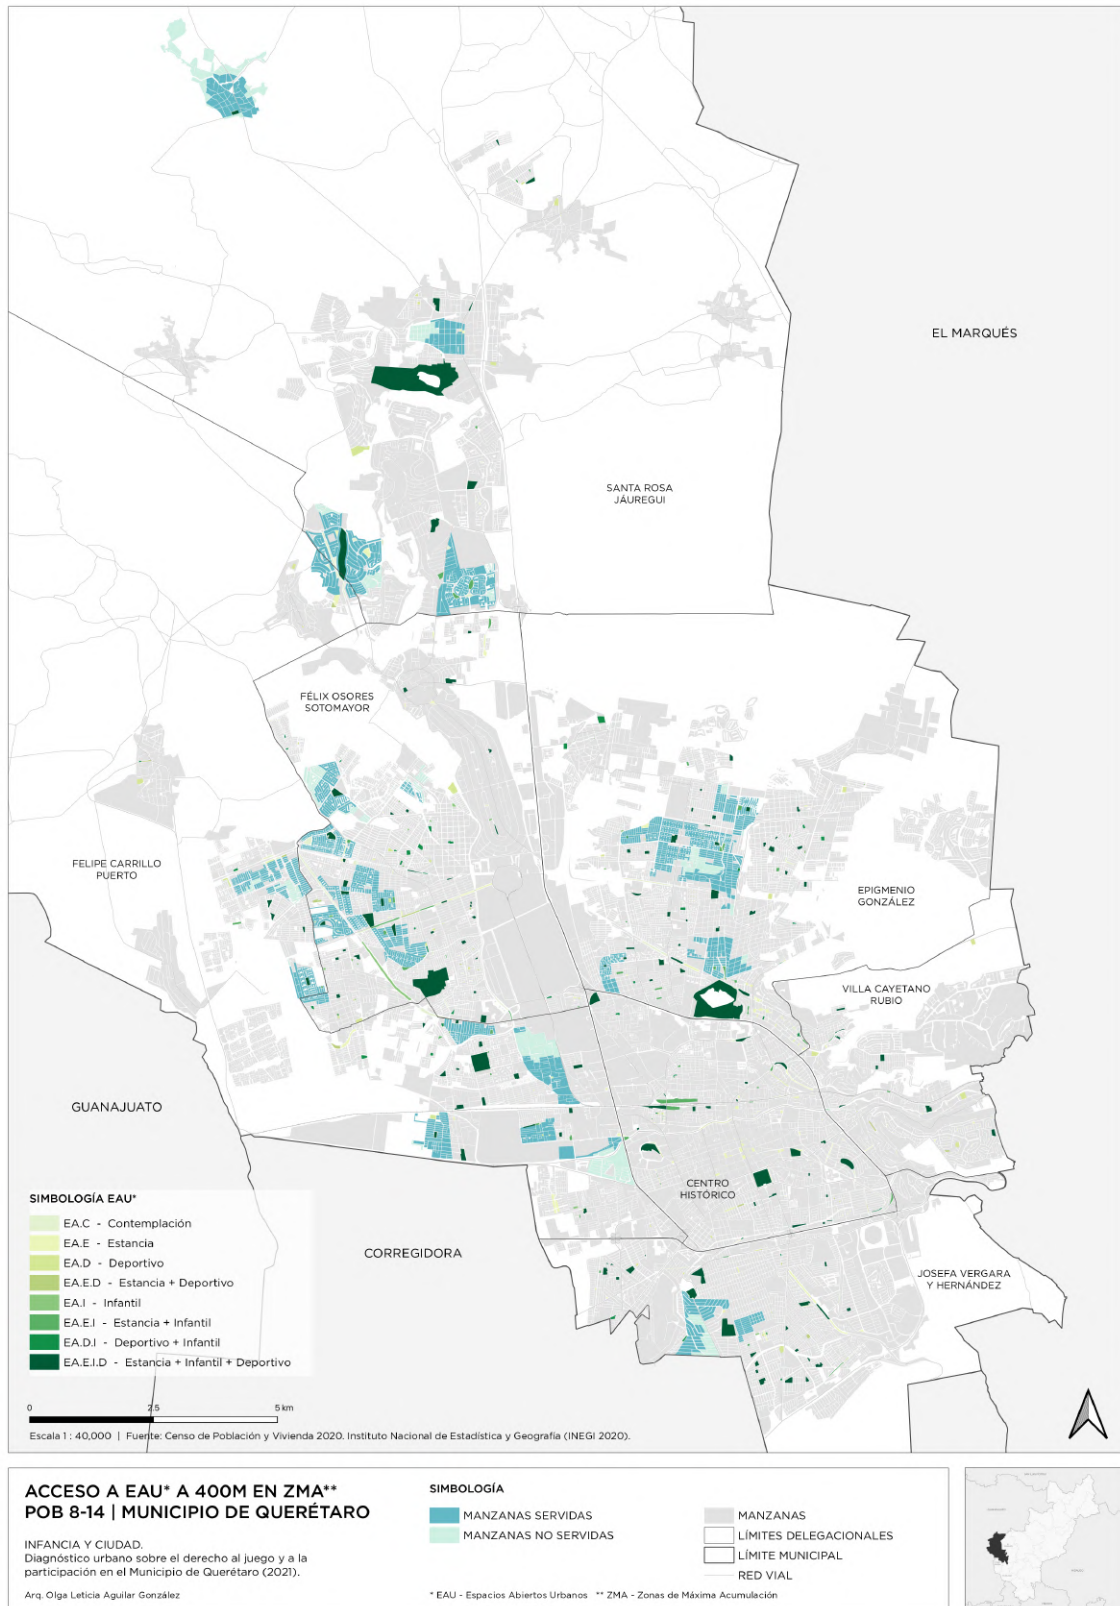 EL MARQUÉS
SANTA ROSA
JÁUREGUI
FÉLIX OSORES
SOTOMAYOR
FELIPE CARRILLO
PUERTO
EPIGMENIO
GONZÁLEZ
VILLA CAYETANO
RUBIO
GUANAJUATO
CENTRO
HISTÓRICO
CORREGIDORA
JOSEFA VERGARA
Y HERNÁNDEZ
SIMBOLOGÍA EAU*
EA.C - Contemplación
EA.E - Estancia
EA.D - Deportivo
EA.E.D - Estancia + Deportivo
EA.I - Infantil
EA.E.I - Estancia + Infantil
EA.D.I - Deportivo + Infantil
EA.E.I.D - Estancia + Infantil + Deportivo
0 2.5 5 km
Escala 1 : 40,000 | Fuente: Censo de Población y Vivienda 2020. Instituto Nacional de Estadística y Geografía (INEGI 2020).
ACCESO A EAU* A 400M EN ZMA**
POB 8-14 | MUNICIPIO DE QUERÉTARO
INFANCIA Y CIUDAD.
Diagnóstico urbano sobre el derecho al juego y a la
participación en el Municipio de Querétaro (2021).
Arq. Olga Leticia Aguilar González
SIMBOLOGÍA
MANZANAS SERVIDAS
MANZANAS NO SERVIDAS
MANZANAS
LÍMITES DELEGACIONALES
LÍMITE MUNICIPAL
RED VIAL
* EAU - Espacios Abiertos Urbanos ** ZMA - Zonas de Máxima Acumulación